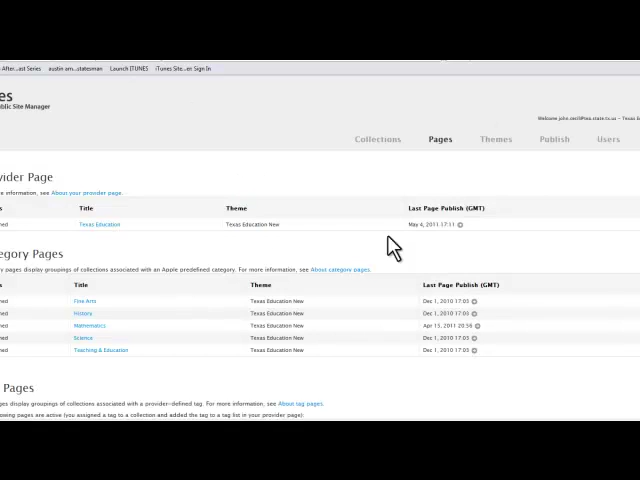 After...ast Series austin am...statesman Launch ITUNES iTunes Site...en Sign In
es
ublic Site Manager
Collections Pages Themes Publish Users
vider Page
e information, see About your provider page.
s Title Theme Last Page Publish (GMT)
ned Texas Education Texas Education New May 4, 2011 17:11
egory Pages
ry pages display groupings of collections associated with an Apple predefined category. For more information, see About category pages.
s Title Theme Last Page Publish (GMT)
ned Fine Arts Texas Education New Dec 1, 2010 17:03
ned History Texas Education New Dec 1, 2010 17:03
ned Mathematics Texas Education New Apr 15, 2011 20:56
ned Science Texas Education New Dec 1, 2010 17:03
ned Teaching & Education Texas Education New Dec 1, 2010 17:03
Pages
ges display groupings of collections associated with a provider-defined tag. For more information, see About tag pages.
owing pages are active (you assigned a tag to a collection and added the tag to a tag list in your provider page):